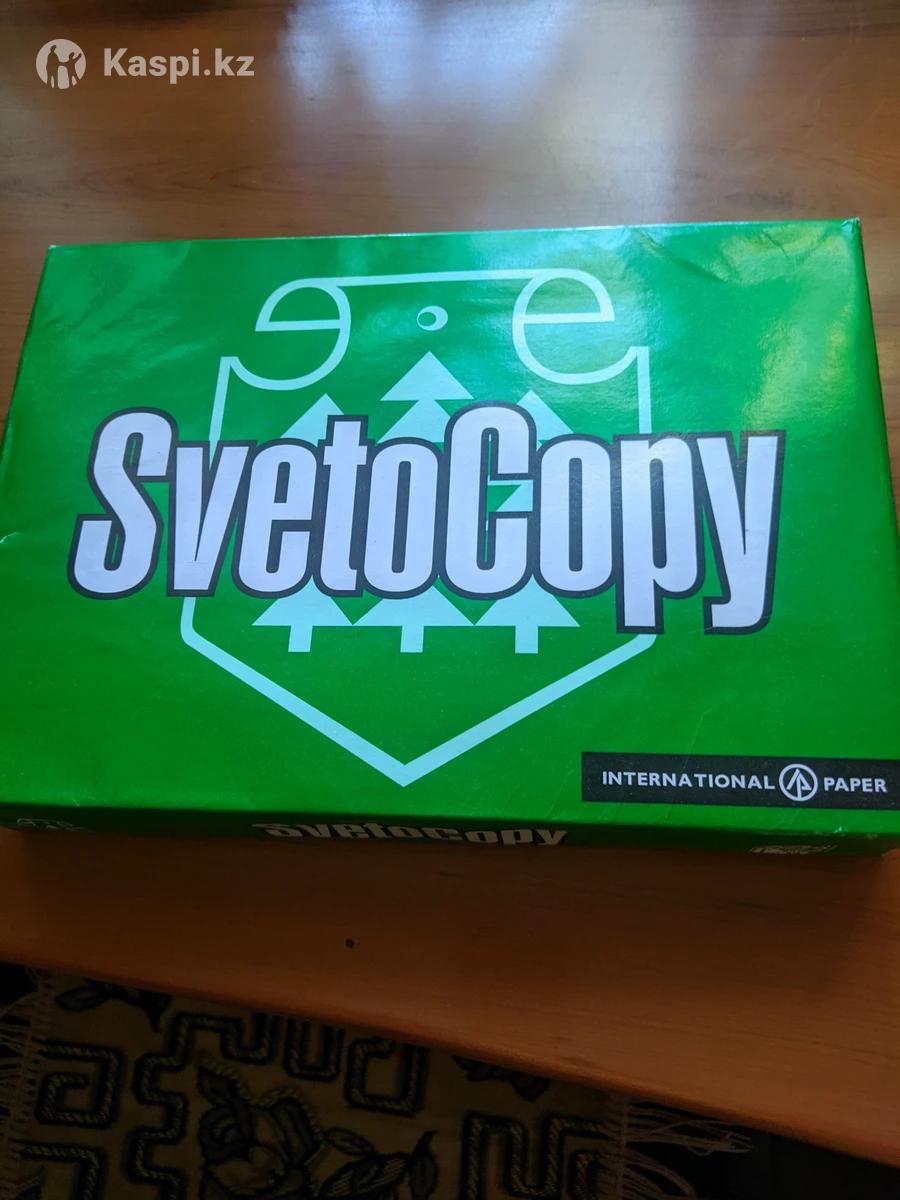 Kaspi.kz
SvetoCopy
INTERNATIONAL PAPER
SvetoCopy